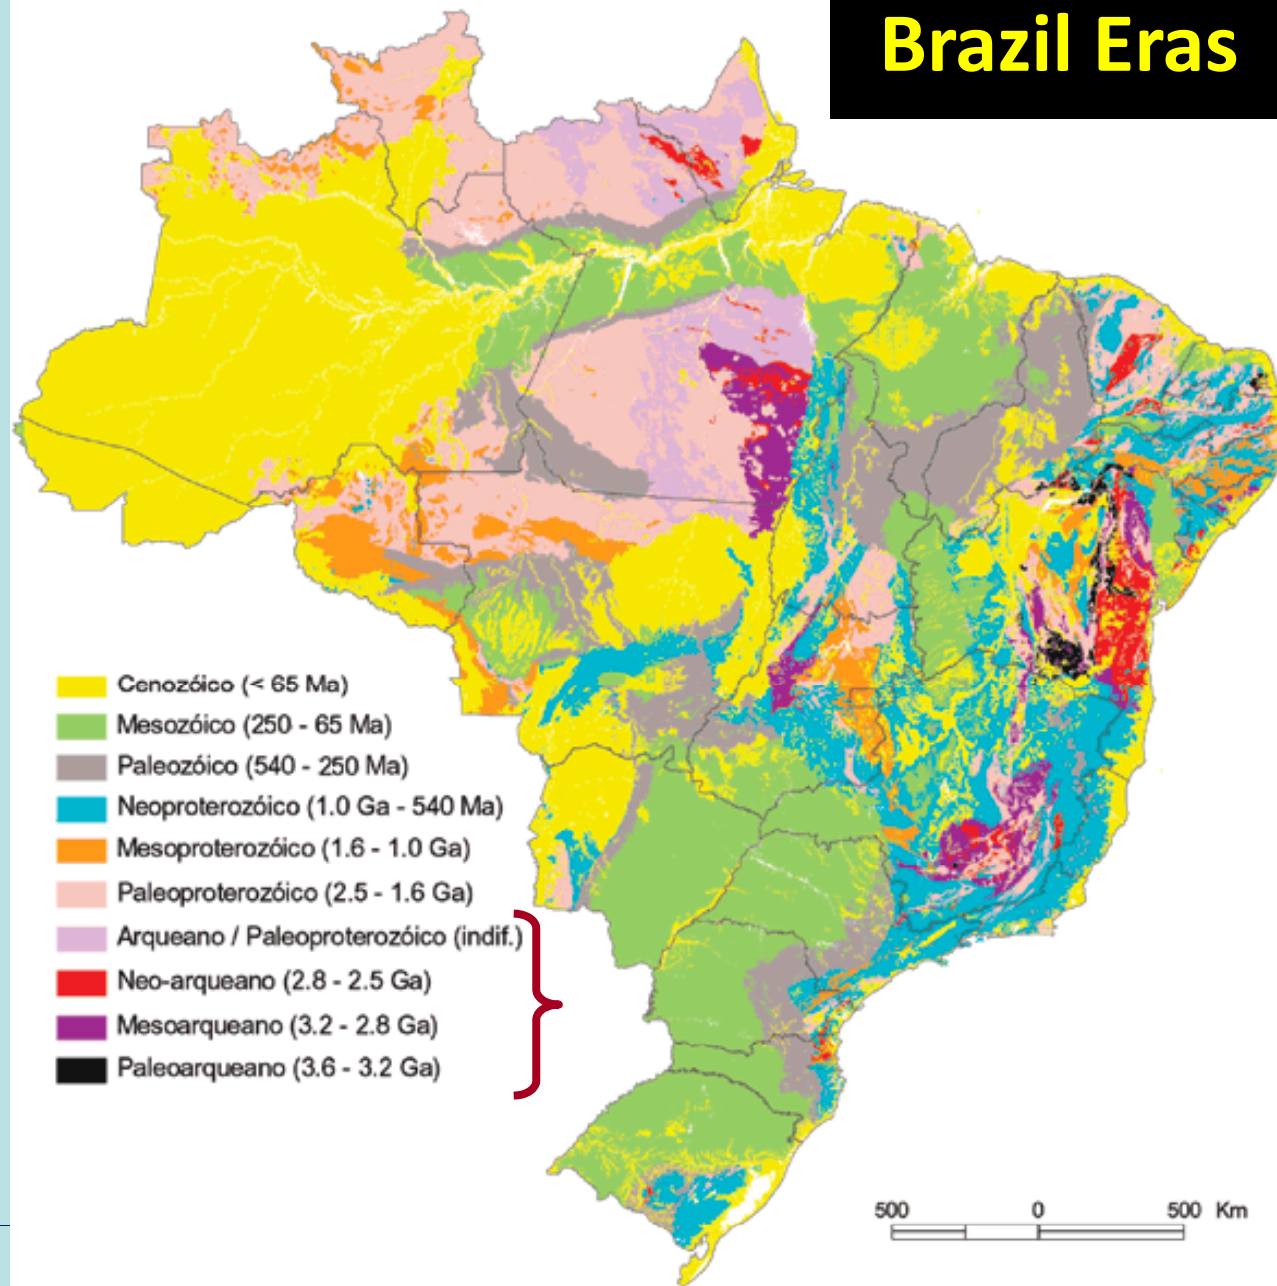 Brazil Eras
Cenozóico (< 65 Ma)
Mesozóico (250 - 65 Ma)
Paleozóico (540 - 250 Ma)
Neoproterozóico (1.0 Ga - 540 Ma)
Mesoproterozóico (1.6 - 1.0 Ga)
Paleoproterozóico (2.5 - 1.6 Ga)
Arqueano / Paleoproterozóico (indif.)
Neo-arqueano (2.8 - 2.5 Ga)
Mesoarqueano (3.2 - 2.8 Ga)
Paleoarqueano (3.6 - 3.2 Ga)
500 0 500 Km